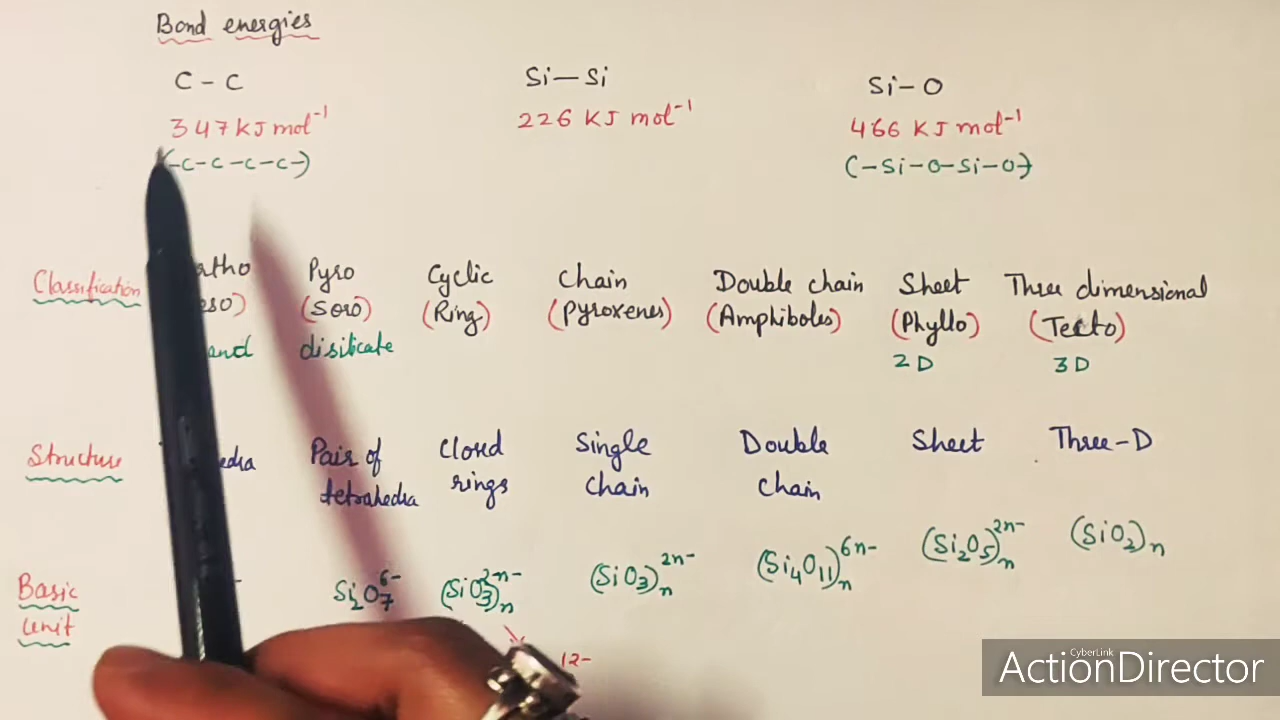 Bond energies
C - C Si - Si Si - O
347 KJ mol⁻¹ 226 KJ mol⁻¹ 466 KJ mol⁻¹
(-C-C-C-C-) (-Si-O-Si-O-)
Classification Pyro Cyclic Chain Double chain Sheet Three dimensional
(Soro) (Ring) (Pyroxenes) (Amphiboles) (Phyllo) (Tecto)
disilicate 2D 3D
Structure Pair of Closed Single Double Sheet Three-D
tetrahedra rings chain chain
Basic Si₂O₇⁶⁻ (SiO₃)ₙ²ⁿ⁻ (SiO₃)ₙ²ⁿ⁻ (Si₄O₁₁)ₙ⁶ⁿ⁻ (Si₂O₅)ₙ²ⁿ⁻ (SiO₂)ₙ
Unit
12-
CyberLink
ActionDirector